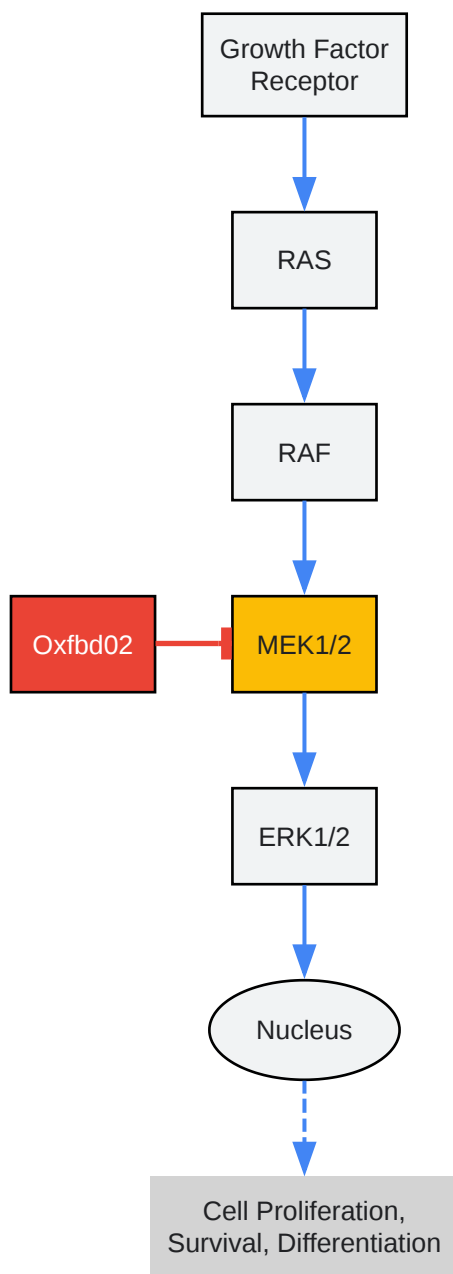 Growth Factor
Receptor
RAS
RAF
Oxfbd02
MEK1/2
ERK1/2
Nucleus
Cell Proliferation,
Survival, Differentiation